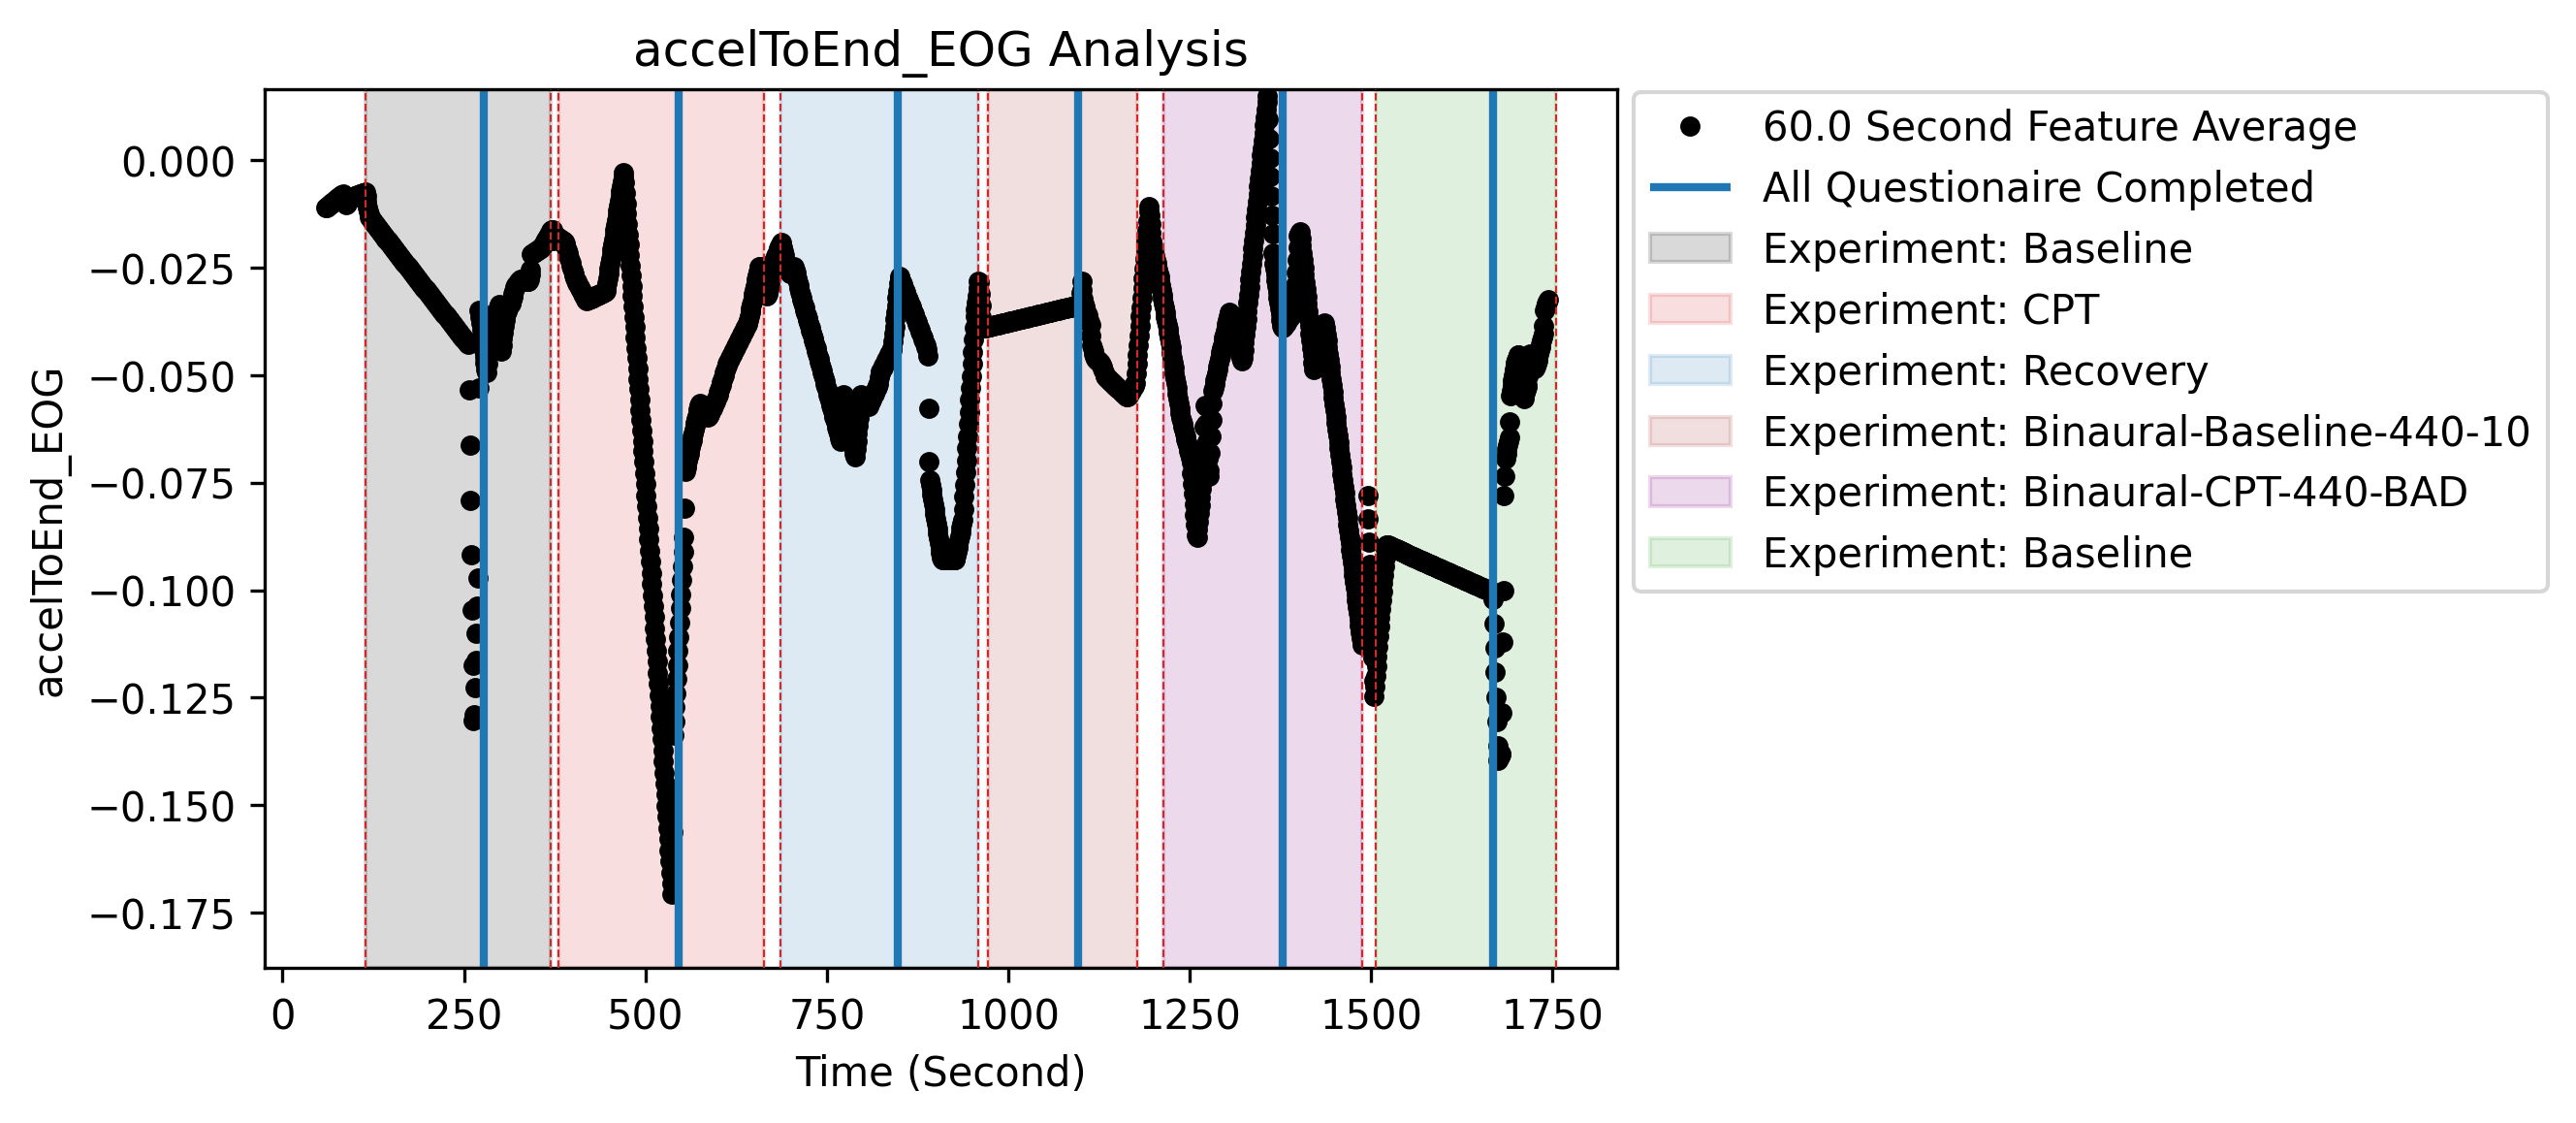 accelToEnd_EOG Analysis
accelToEnd_EOG
0.000
−0.025
−0.050
−0.075
−0.100
−0.125
−0.150
−0.175
0 250 500 750 1000 1250 1500 1750
Time (Second)
60.0 Second Feature Average
All Questionaire Completed
Experiment: Baseline
Experiment: CPT
Experiment: Recovery
Experiment: Binaural-Baseline-440-10
Experiment: Binaural-CPT-440-BAD
Experiment: Baseline